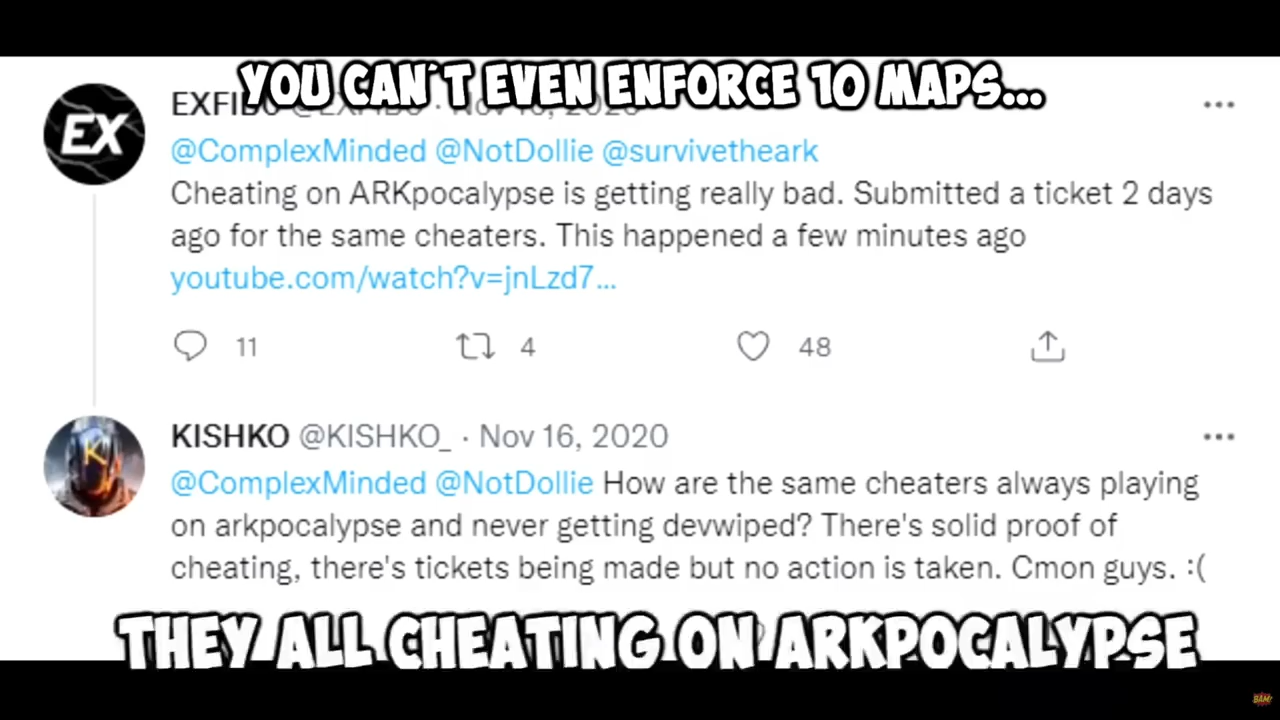 YOU CAN'T EVEN ENFORCE 10 MAPS...
EX
@ComplexMinded @NotDollie @survivetheark
Cheating on ARKpocalypse is getting really bad. Submitted a ticket 2 days
ago for the same cheaters. This happened a few minutes ago
youtube.com/watch?v=jnLzd7...
11 4 48
K
KISHKO @KISHKO_ · Nov 16, 2020
@ComplexMinded @NotDollie How are the same cheaters always playing
on arkpocalypse and never getting devwiped? There's solid proof of
cheating, there's tickets being made but no action is taken. Cmon guys. :(
THEY ALL CHEATING ON ARKPOCALYPSE
BAM!